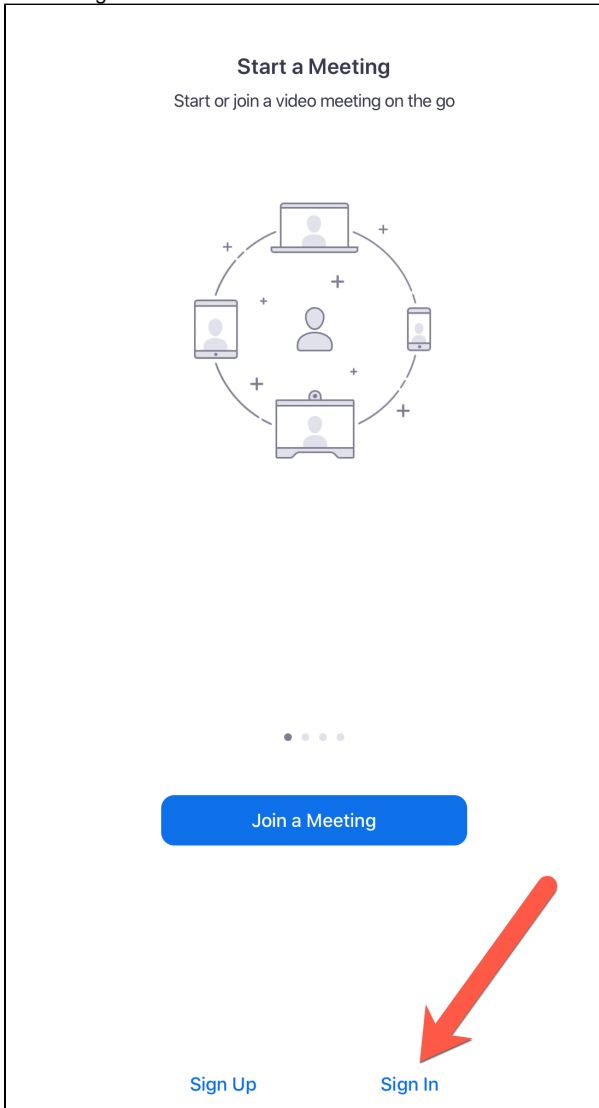 Start a Meeting
Start or join a video meeting on the go
Join a Meeting
Sign Up
Sign In